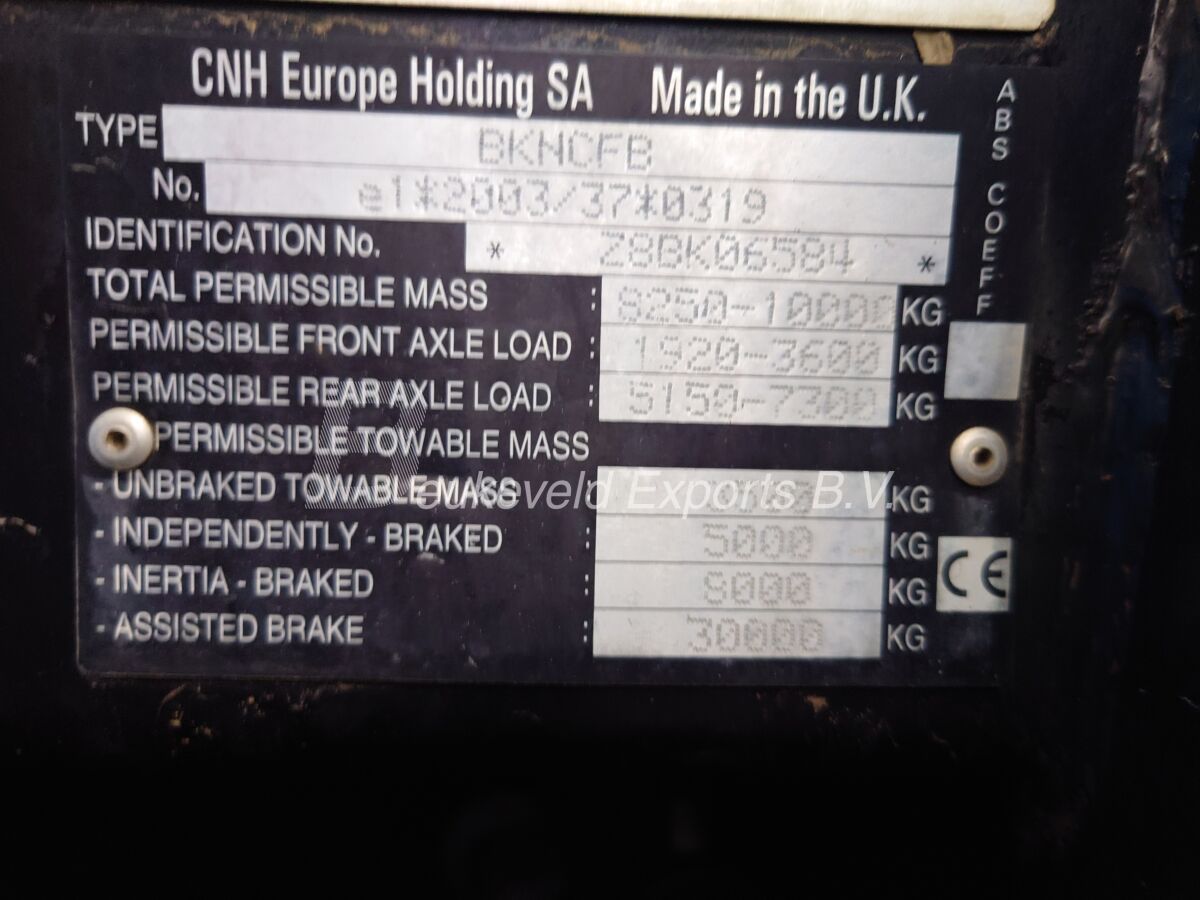 CNH Europe Holding SA Made in the U.K.
TYPE BKNCFB
No. e1*2003/37*0319
IDENTIFICATION No. * Z8BK06584 *
TOTAL PERMISSIBLE MASS : 8250-10000 KG
PERMISSIBLE FRONT AXLE LOAD : 1920-3600 KG
PERMISSIBLE REAR AXLE LOAD : 5150-7300 KG
PERMISSIBLE TOWABLE MASS
- UNBRAKED TOWABLE MASS KG
- INDEPENDENTLY - BRAKED : 5000 KG
- INERTIA - BRAKED : 8000 KG
- ASSISTED BRAKE : 30000 KG
ABS COEFF
CE
Beukeveld Exports B.V.